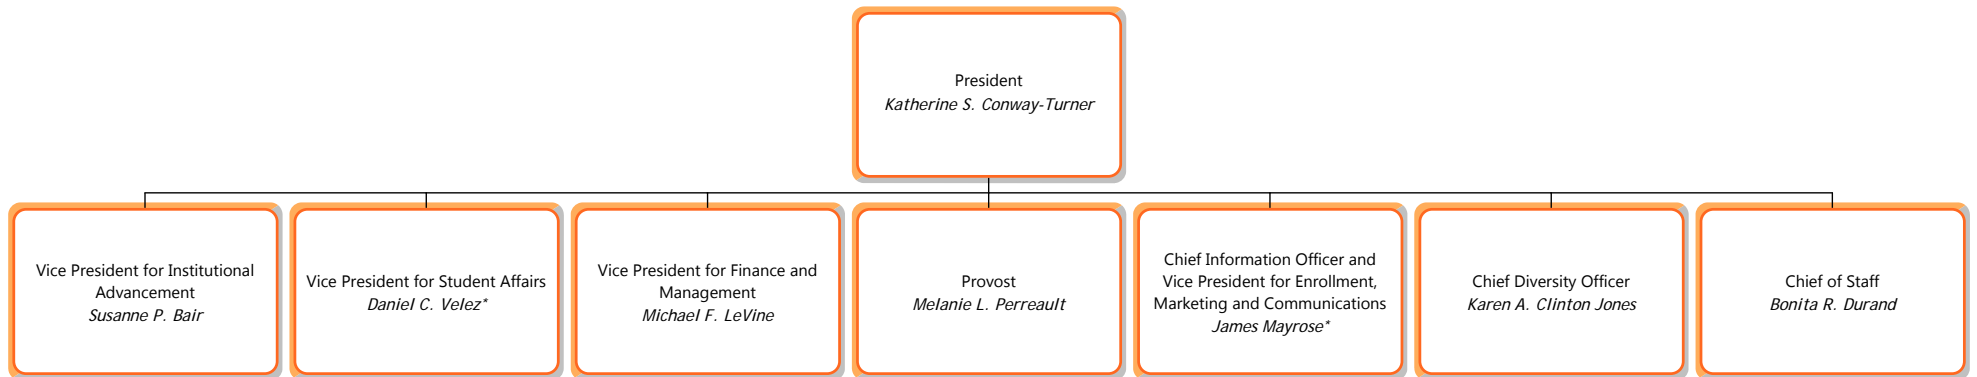 President
Katherine S. Conway-Turner
Vice President for Institutional
Advancement
Susanne P. Bair
Vice President for Student Affairs
Daniel C. Velez*
Vice President for Finance and
Management
Michael F. LeVine
Provost
Melanie L. Perreault
Chief Information Officer and
Vice President for Enrollment,
Marketing and Communications
James Mayrose*
Chief Diversity Officer
Karen A. Clinton Jones
Chief of Staff
Bonita R. Durand